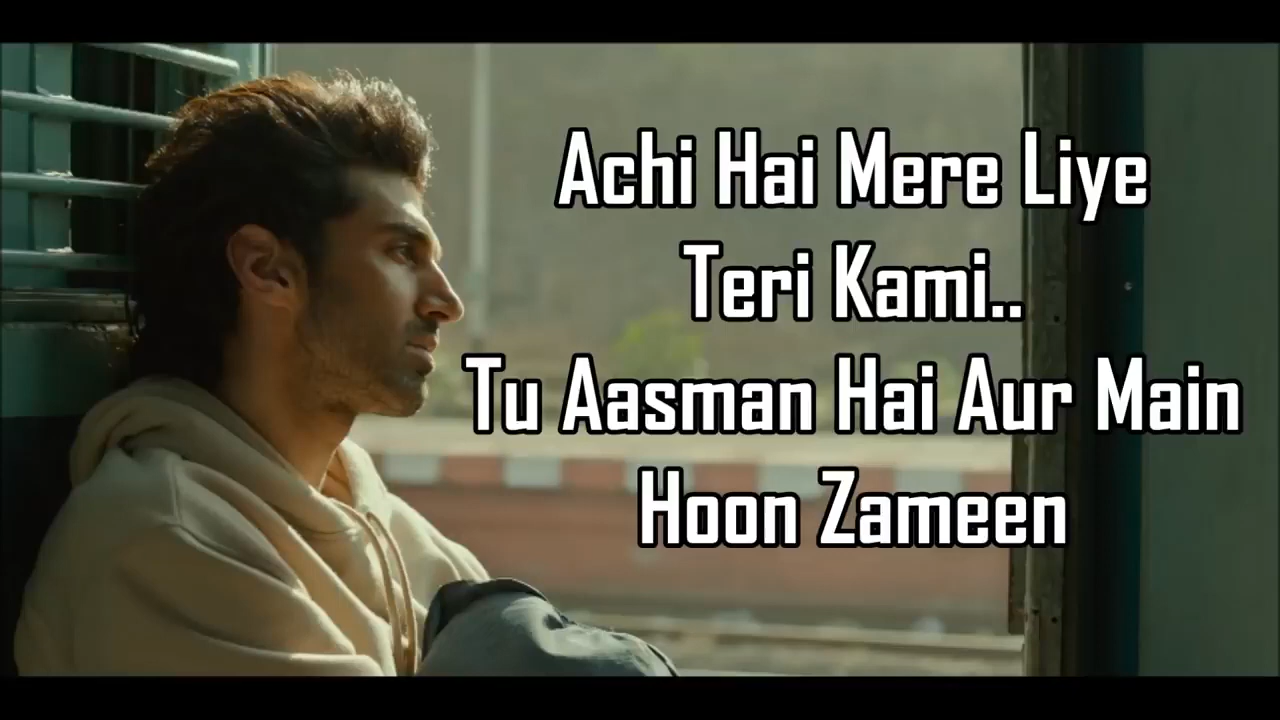 Achi Hai Mere Liye
Teri Kami..
Tu Aasman Hai Aur Main
Hoon Zameen